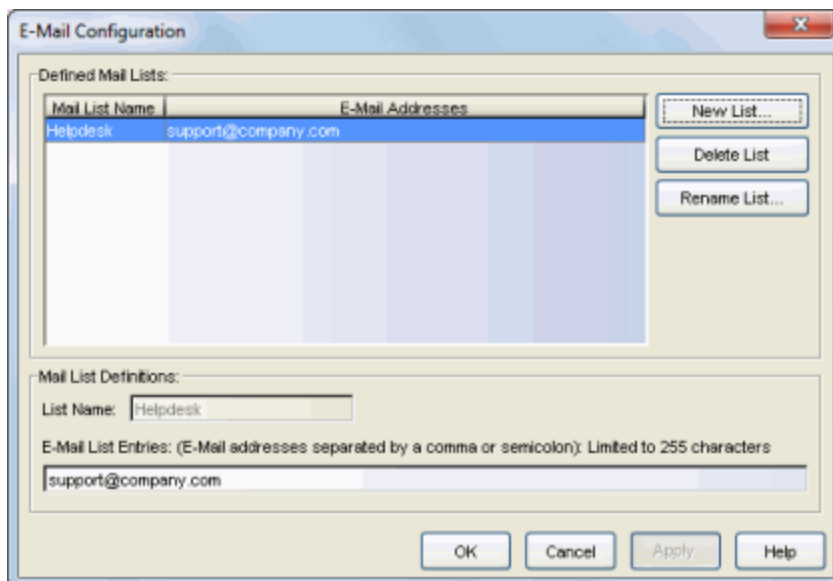 E-Mail Configuration
Defined Mail Lists:
Mail List Name E-Mail Addresses
Helpdesk support@company.com
New List...
Delete List
Rename List...
Mail List Definitions:
List Name: Helpdesk
E-Mail List Entries: (E-Mail addresses separated by a comma or semicolon): Limited to 255 characters
support@company.com
OK Cancel Apply Help